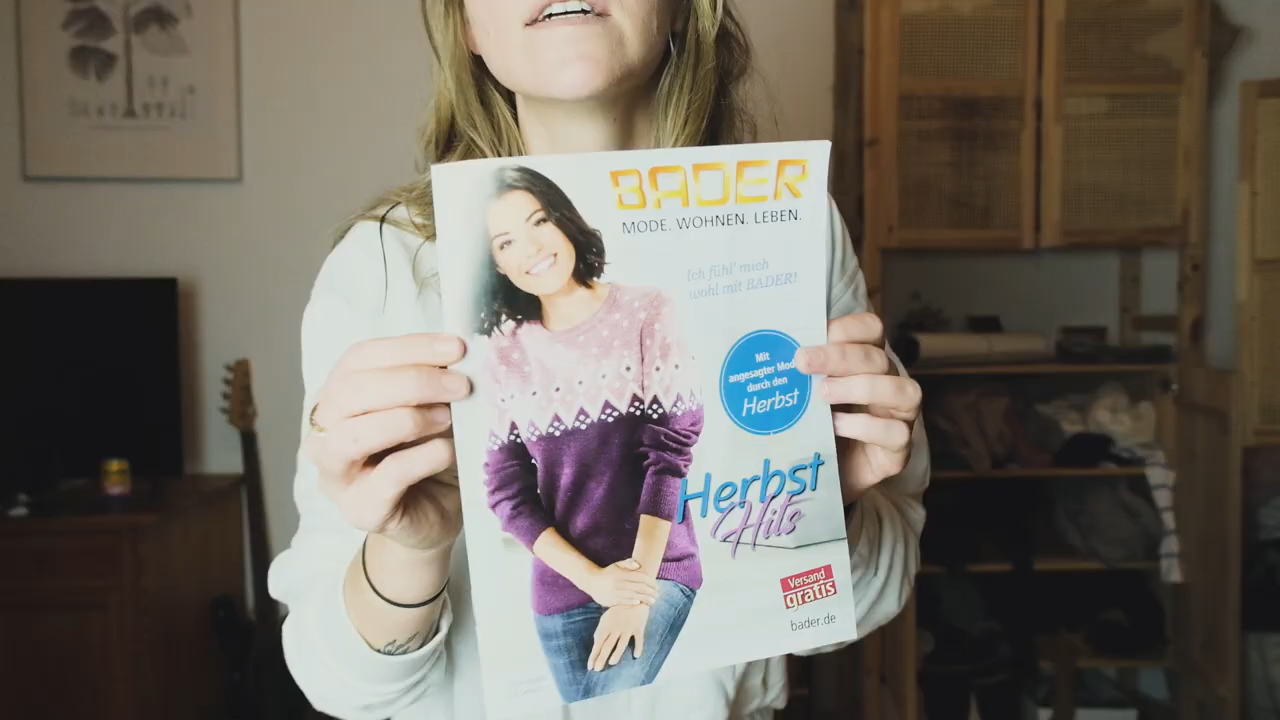 BADER
MODE. WOHNEN. LEBEN.
Ich fühl' mich
wohl mit BADER!
Mit
angesagter Mod
durch den
Herbst
Herbst
Hits
Versand
gratis
bader.de